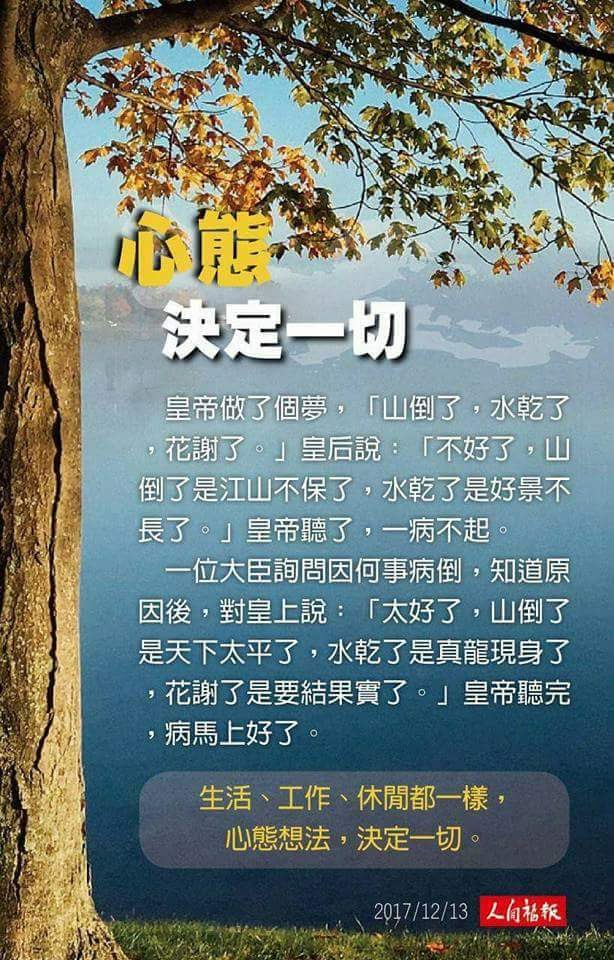 心態
決定一切
皇帝做了個夢，「山倒了，水乾了
，花謝了。」皇后說：「不好了，山
倒了是江山不保了，水乾了是好景不
長了。」皇帝聽了，一病不起。
一位大臣詢問因何事病倒，知道原
因後，對皇上說：「太好了，山倒了
是天下太平了，水乾了是真龍現身了
，花謝了是要結果實了。」皇帝聽完
，病馬上好了。
生活、工作、休閒都一樣，
心態想法，決定一切。
2017/12/13 人间福报